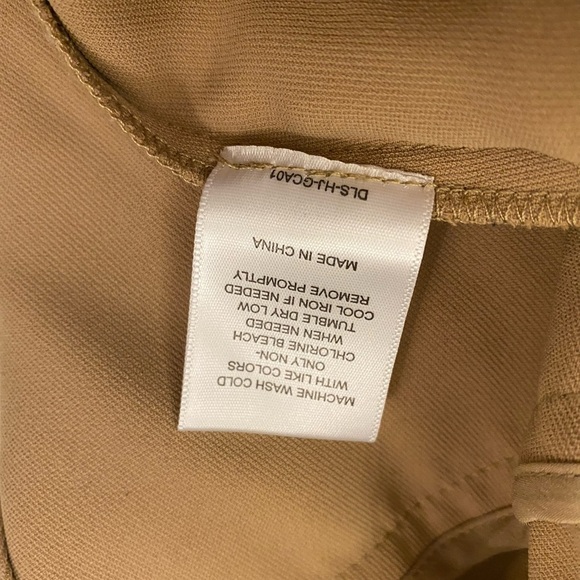 MACHINE WASH COLD
WITH LIKE COLORS
ONLY NON-
CHLORINE BLEACH
WHEN NEEDED
TUMBLE DRY LOW
COOL IRON IF NEEDED
REMOVE PROMPTLY
MADE IN CHINA
DLS-HJ-GCA01